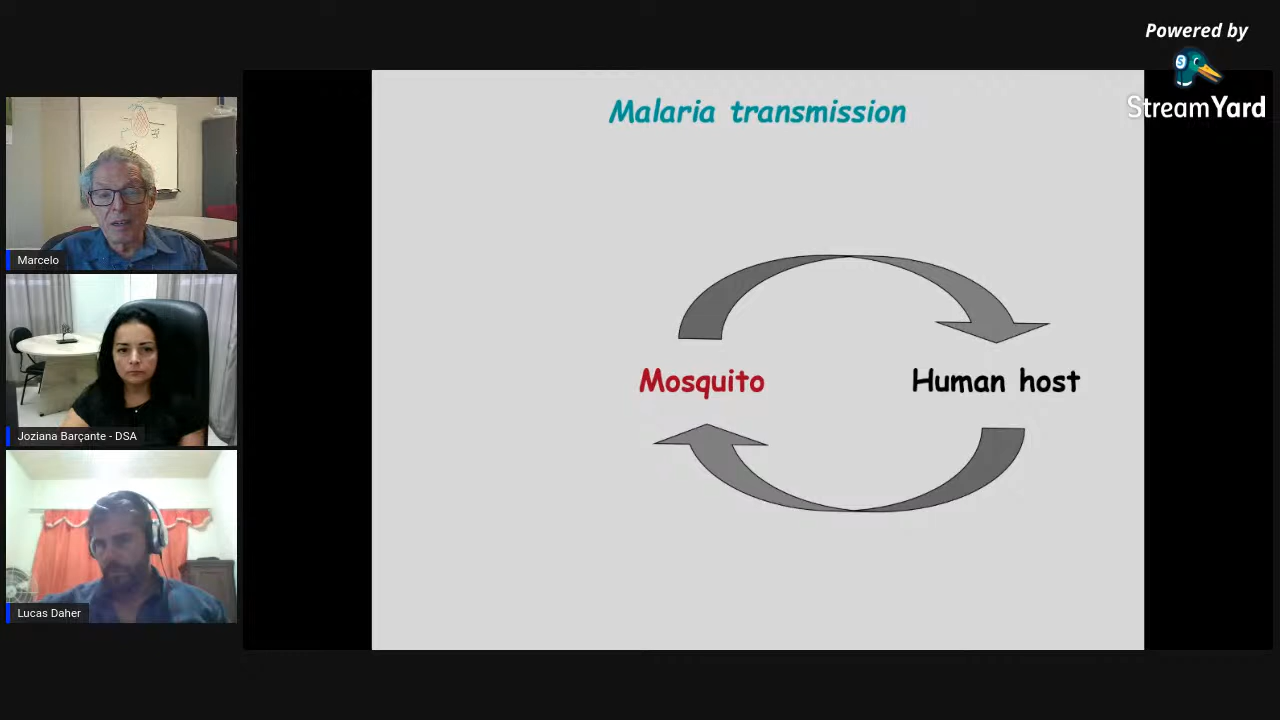 Powered by
StreamYard
Malaria transmission
Mosquito
Human host
Marcelo
Joziana Barçante - DSA
Lucas Daher